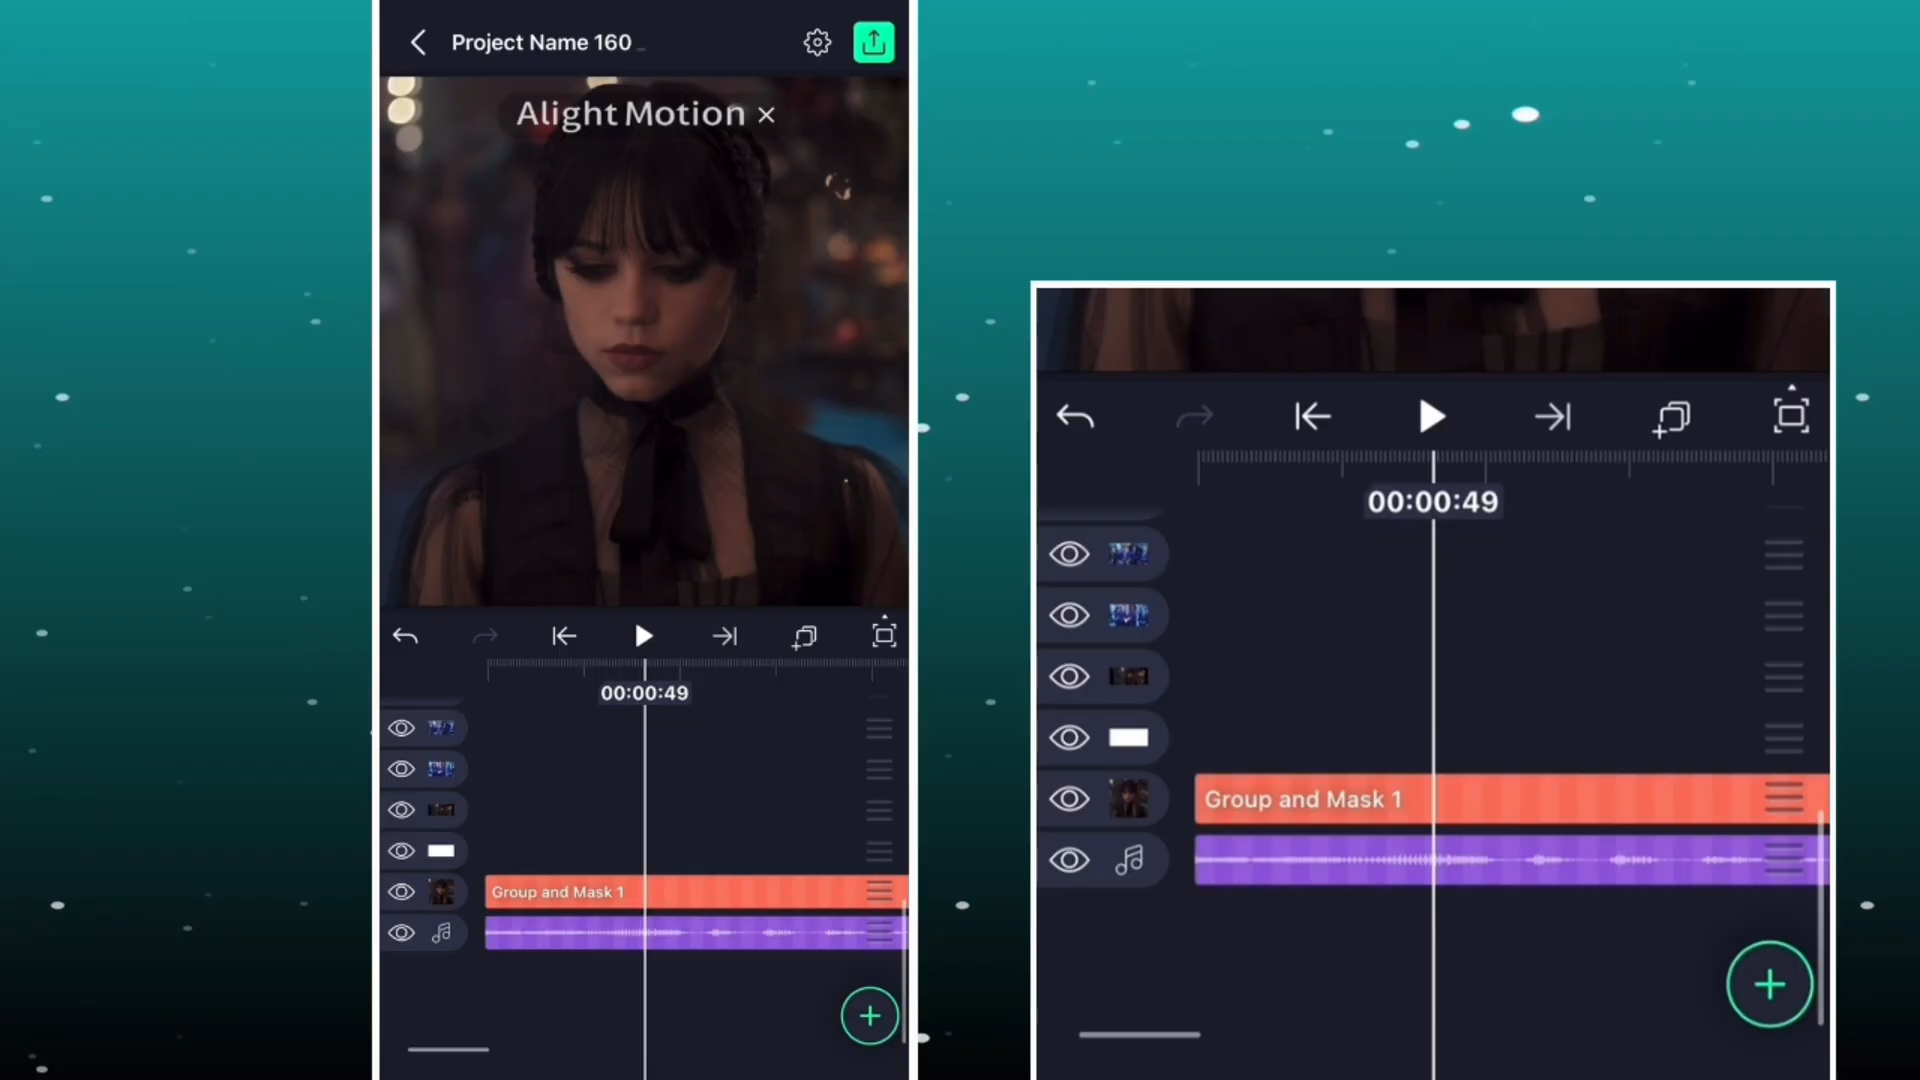 Project Name 160
Alight Motion ×
00:00:49
Group and Mask 1
00:00:49
Group and Mask 1